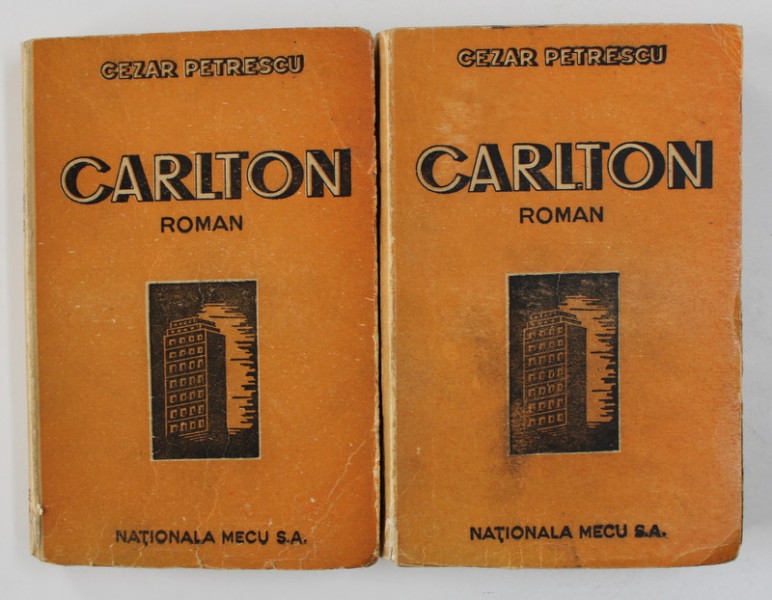 CEZAR PETRESCU
CARLTON
ROMAN
NAȚIONALA MECU S.A.
CEZAR PETRESCU
CARLTON
ROMAN
NAȚIONALA MECU S.A.